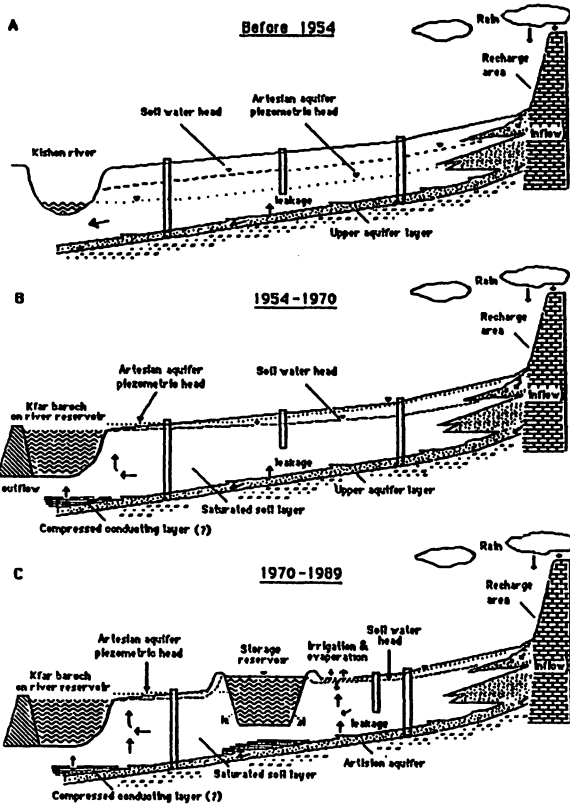 A
Before 1954
Rain
Recharge
area
Inflow
Artesian aquifer
piezometric head
Soil water head
Kishon river
leakage
Upper aquifer layer
B
1954-1970
Rain
Recharge
area
Inflow
Artesian aquifer
piezometric head
Soil water head
Kfar baroch
on river reservoir
outflow
leakage
Upper aquifer layer
Saturated soil layer
Compressed conducting layer (?)
C
1970-1989
Rain
Recharge
area
Inflow
Soil water
head
Irrigation &
evaporation
Storage
reservoir
Artesian aquifer
piezometric head
Kfar baroch
on river reservoir
leakage
Artision aquifer
Saturated soil layer
Compressed conducting layer (?)